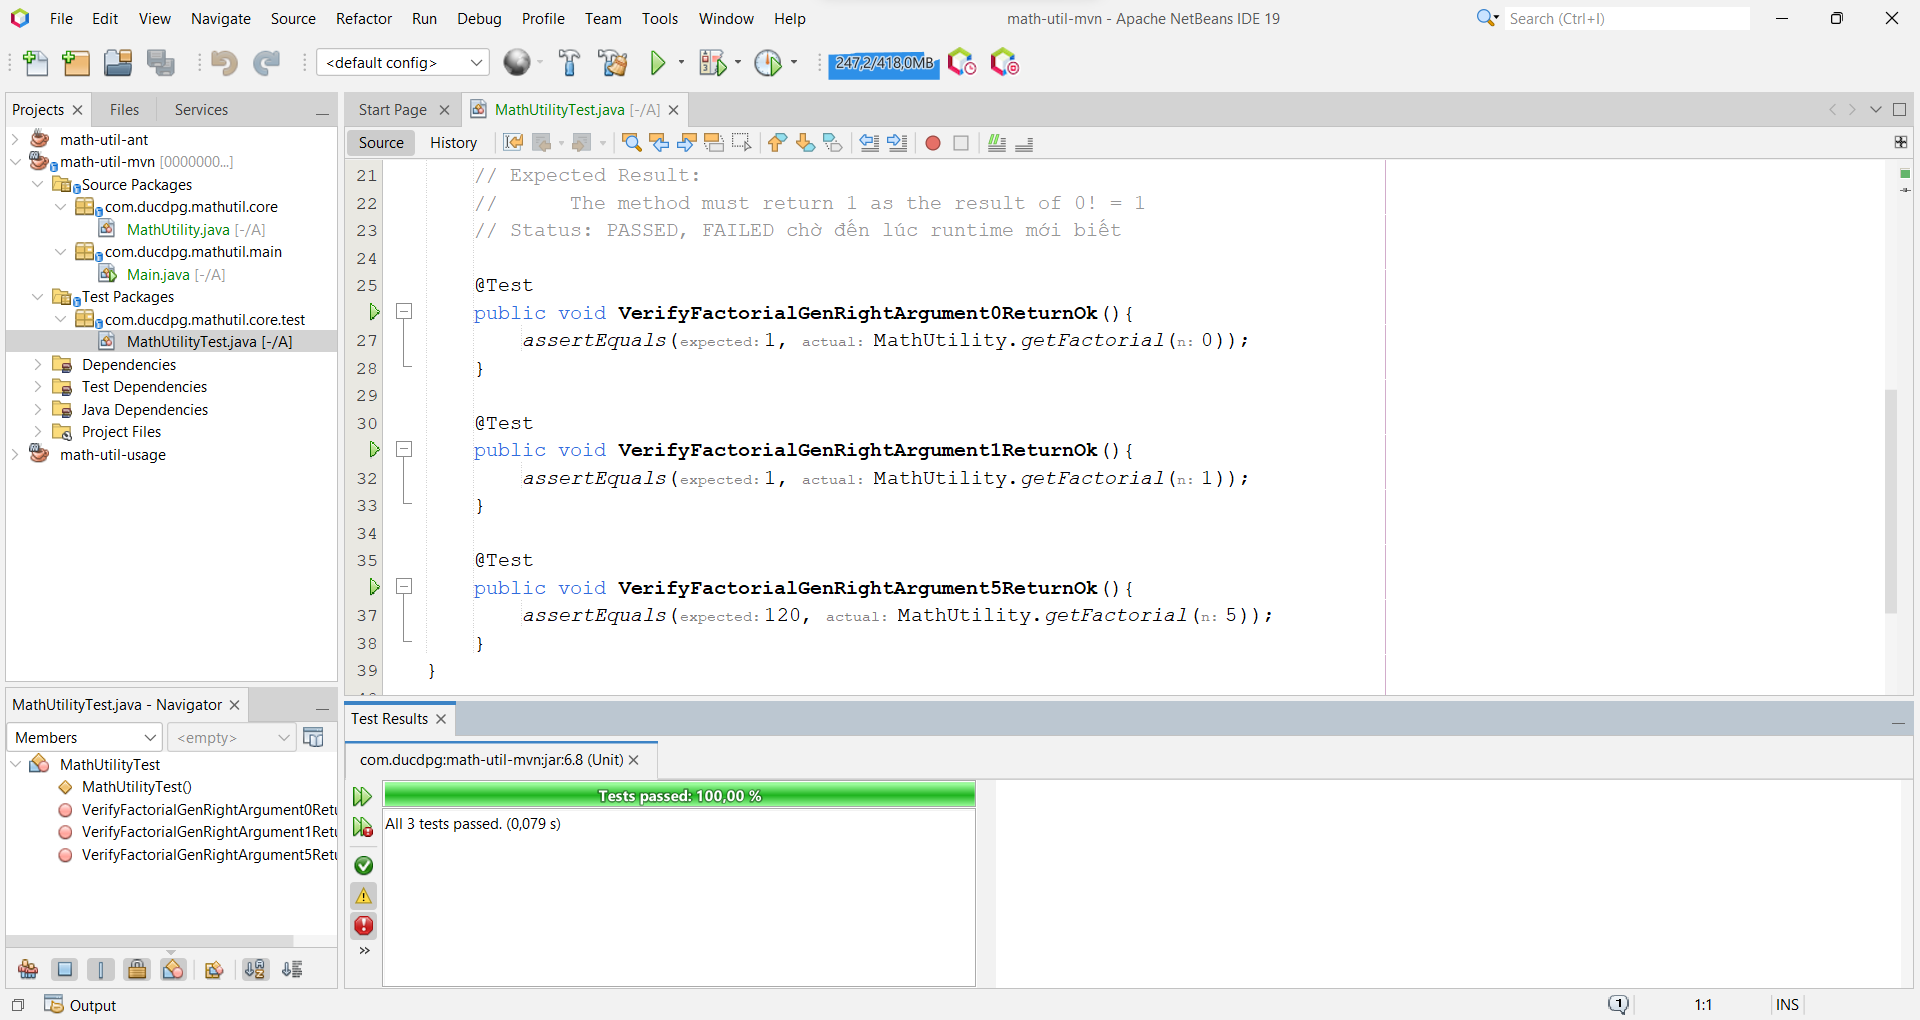 File Edit View Navigate Source Refactor Run Debug Profile Team Tools Window Help
math-util-mvn - Apache NetBeans IDE 19
Search (Ctrl+I)
<default config>
247,2/418,0MB
Projects Files Services
math-util-ant
math-util-mvn [0000000...]
Source Packages
com.ducdpg.mathutil.core
MathUtility.java [-/A]
com.ducdpg.mathutil.main
Main.java [-/A]
Test Packages
com.ducdpg.mathutil.core.test
MathUtilityTest.java [-/A]
Dependencies
Test Dependencies
Java Dependencies
Project Files
math-util-usage
Start Page MathUtilityTest.java [-/A]
Source History
21 // Expected Result:
22 // The method must return 1 as the result of 0! = 1
23 // Status: PASSED, FAILED chờ đến lúc runtime mới biết
24
25 @Test
public void VerifyFactorialGenRightArgument0ReturnOk(){
27 assertEquals(expected: 1, actual: MathUtility.getFactorial(n: 0));
28 }
29
30 @Test
public void VerifyFactorialGenRightArgument1ReturnOk(){
32 assertEquals(expected: 1, actual: MathUtility.getFactorial(n: 1));
33 }
34
35 @Test
public void VerifyFactorialGenRightArgument5ReturnOk(){
37 assertEquals(expected: 120, actual: MathUtility.getFactorial(n: 5));
38 }
39 }
MathUtilityTest.java - Navigator
Members <empty>
MathUtilityTest
MathUtilityTest()
VerifyFactorialGenRightArgument0Retu
VerifyFactorialGenRightArgument1Retu
VerifyFactorialGenRightArgument5Retu
Test Results
com.ducdpg:math-util-mvn:jar:6.8 (Unit)
Tests passed: 100,00 %
All 3 tests passed. (0,079 s)
Output
1
1:1 INS